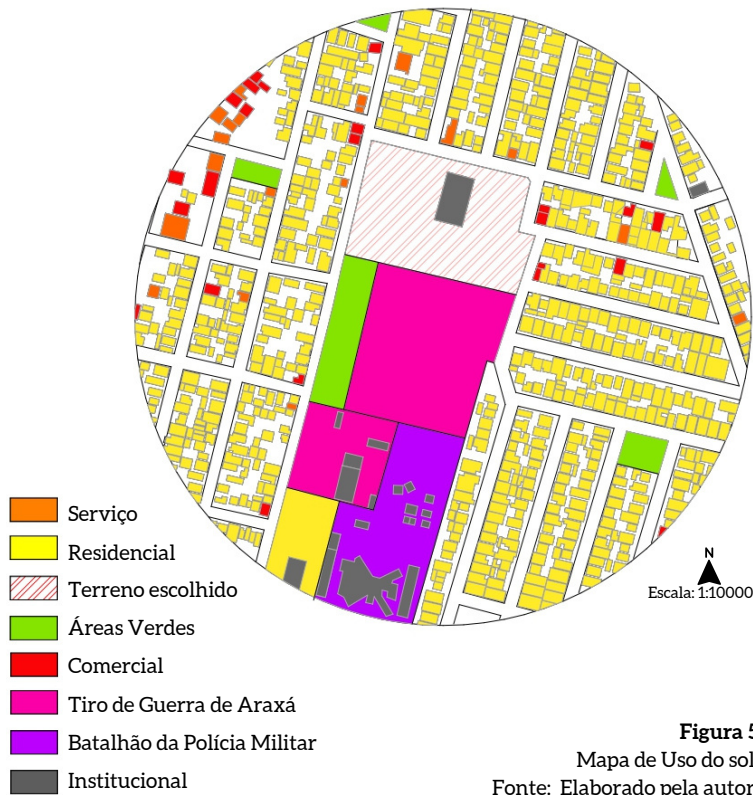 N
Escala: 1:10000
Serviço
Residencial
Terreno escolhido
Áreas Verdes
Comercial
Tiro de Guerra de Araxá
Batalhão da Polícia Militar
Institucional
Figura 5
Mapa de Uso do sol
Fonte: Elaborado pela autor